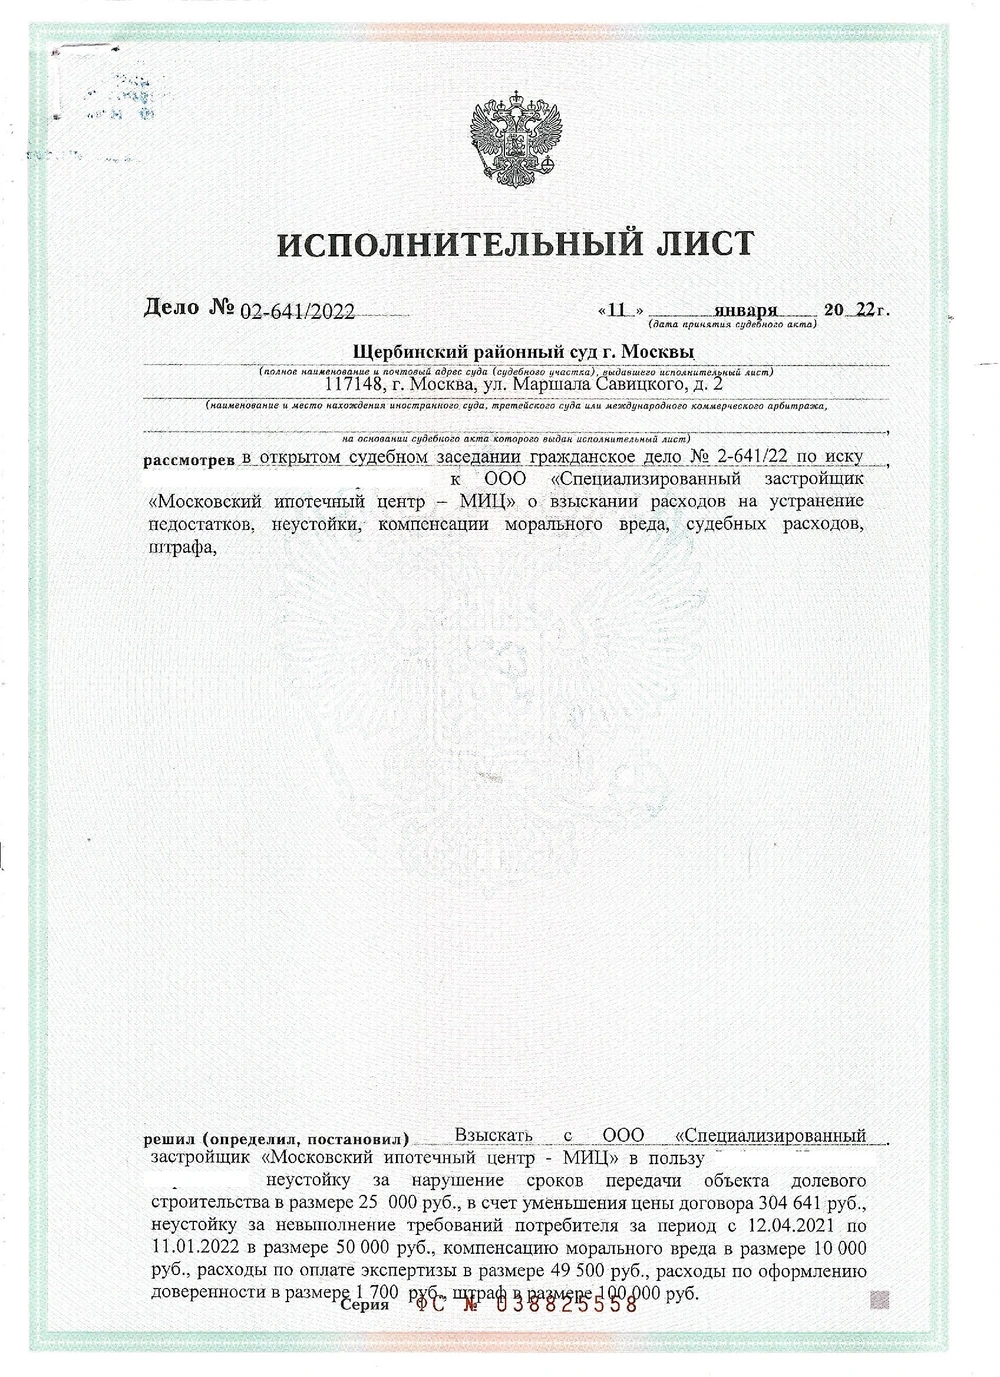 ИСПОЛНИТЕЛЬНЫЙ ЛИСТ
Дело № 02-641/2022 «11» января 2022г.
(дата принятия судебного акта)
Щербинский районный суд г. Москвы
(полное наименование и почтовый адрес суда (судебного участка), выдавшего исполнительный лист)
117148, г. Москва, ул. Маршала Савицкого, д. 2
(наименование и место нахождения иностранного суда, третейского суда или международного коммерческого арбитража,
,
на основании судебного акта которого выдан исполнительный лист)
рассмотрев в открытом судебном заседании гражданское дело № 2-641/22 по иску ,
к ООО «Специализированный застройщик
«Московский ипотечный центр – МИЦ» о взыскании расходов на устранение
недостатков, неустойки, компенсации морального вреда, судебных расходов,
штрафа,
решил (определил, постановил) Взыскать с ООО «Специализированный .
застройщик «Московский ипотечный центр - МИЦ» в пользу
неустойку за нарушение сроков передачи объекта долевого
строительства в размере 25 000 руб., в счет уменьшения цены договора 304 641 руб.,
неустойку за невыполнение требований потребителя за период с 12.04.2021 по
11.01.2022 в размере 50 000 руб., компенсацию морального вреда в размере 10 000
руб., расходы по оплате экспертизы в размере 49 500 руб., расходы по оформлению
доверенности в размере 1 700 руб., штраф в размере 100 000 руб.
Серия ФС № 038825558